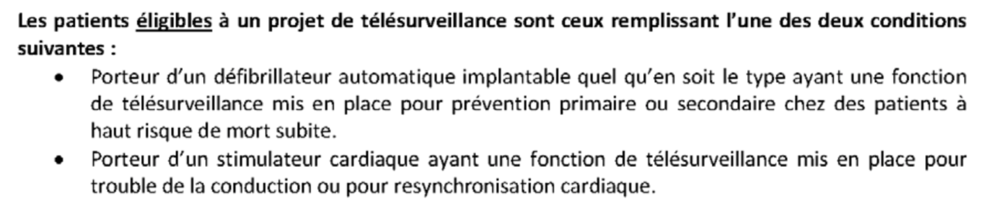 Les patients éligibles à un projet de télésurveillance sont ceux remplissant l’une des deux conditions
suivantes :
• Porteur d’un défibrillateur automatique implantable quel qu’en soit le type ayant une fonction
de télésurveillance mis en place pour prévention primaire ou secondaire chez des patients à
haut risque de mort subite.
• Porteur d’un stimulateur cardiaque ayant une fonction de télésurveillance mis en place pour
trouble de la conduction ou pour resynchronisation cardiaque.